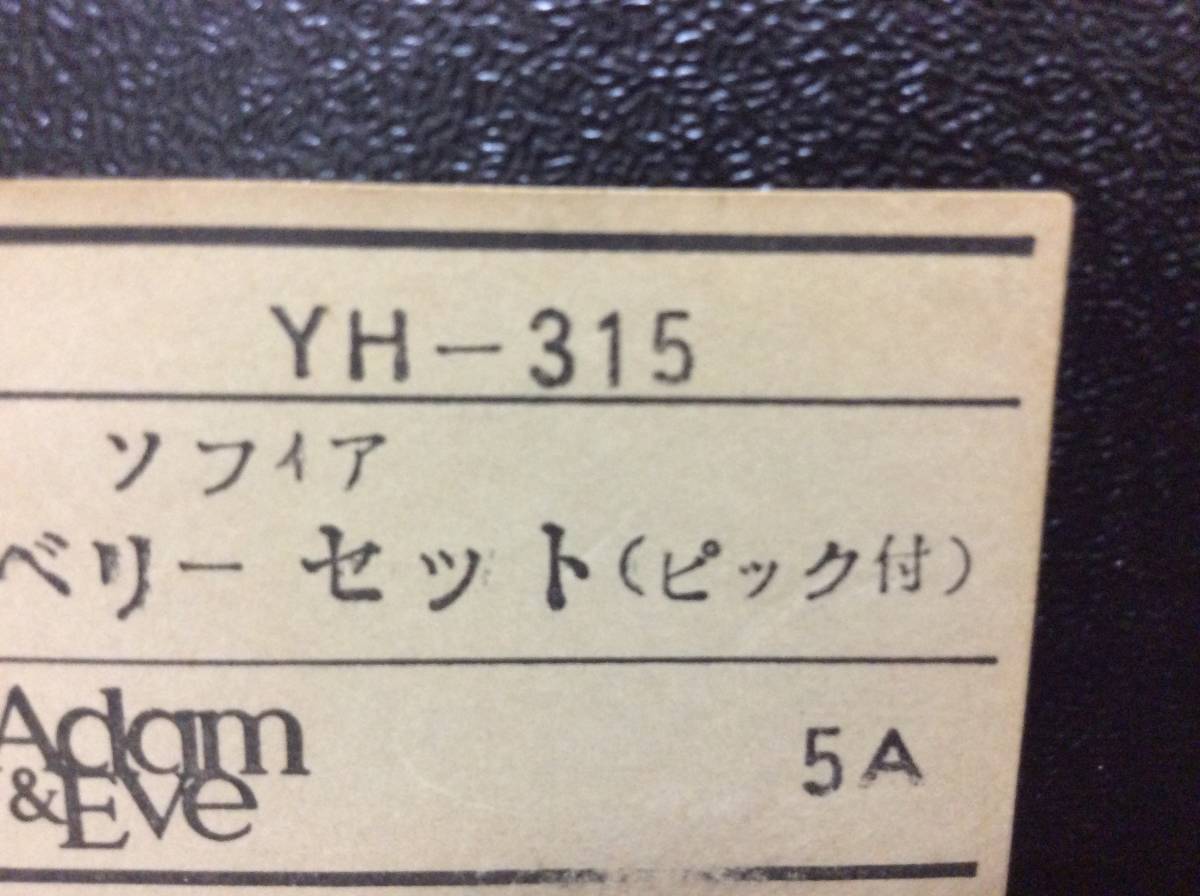 YH-315
ソフィア
ベリーセット(ピック付)
Adam
&Eve
5A